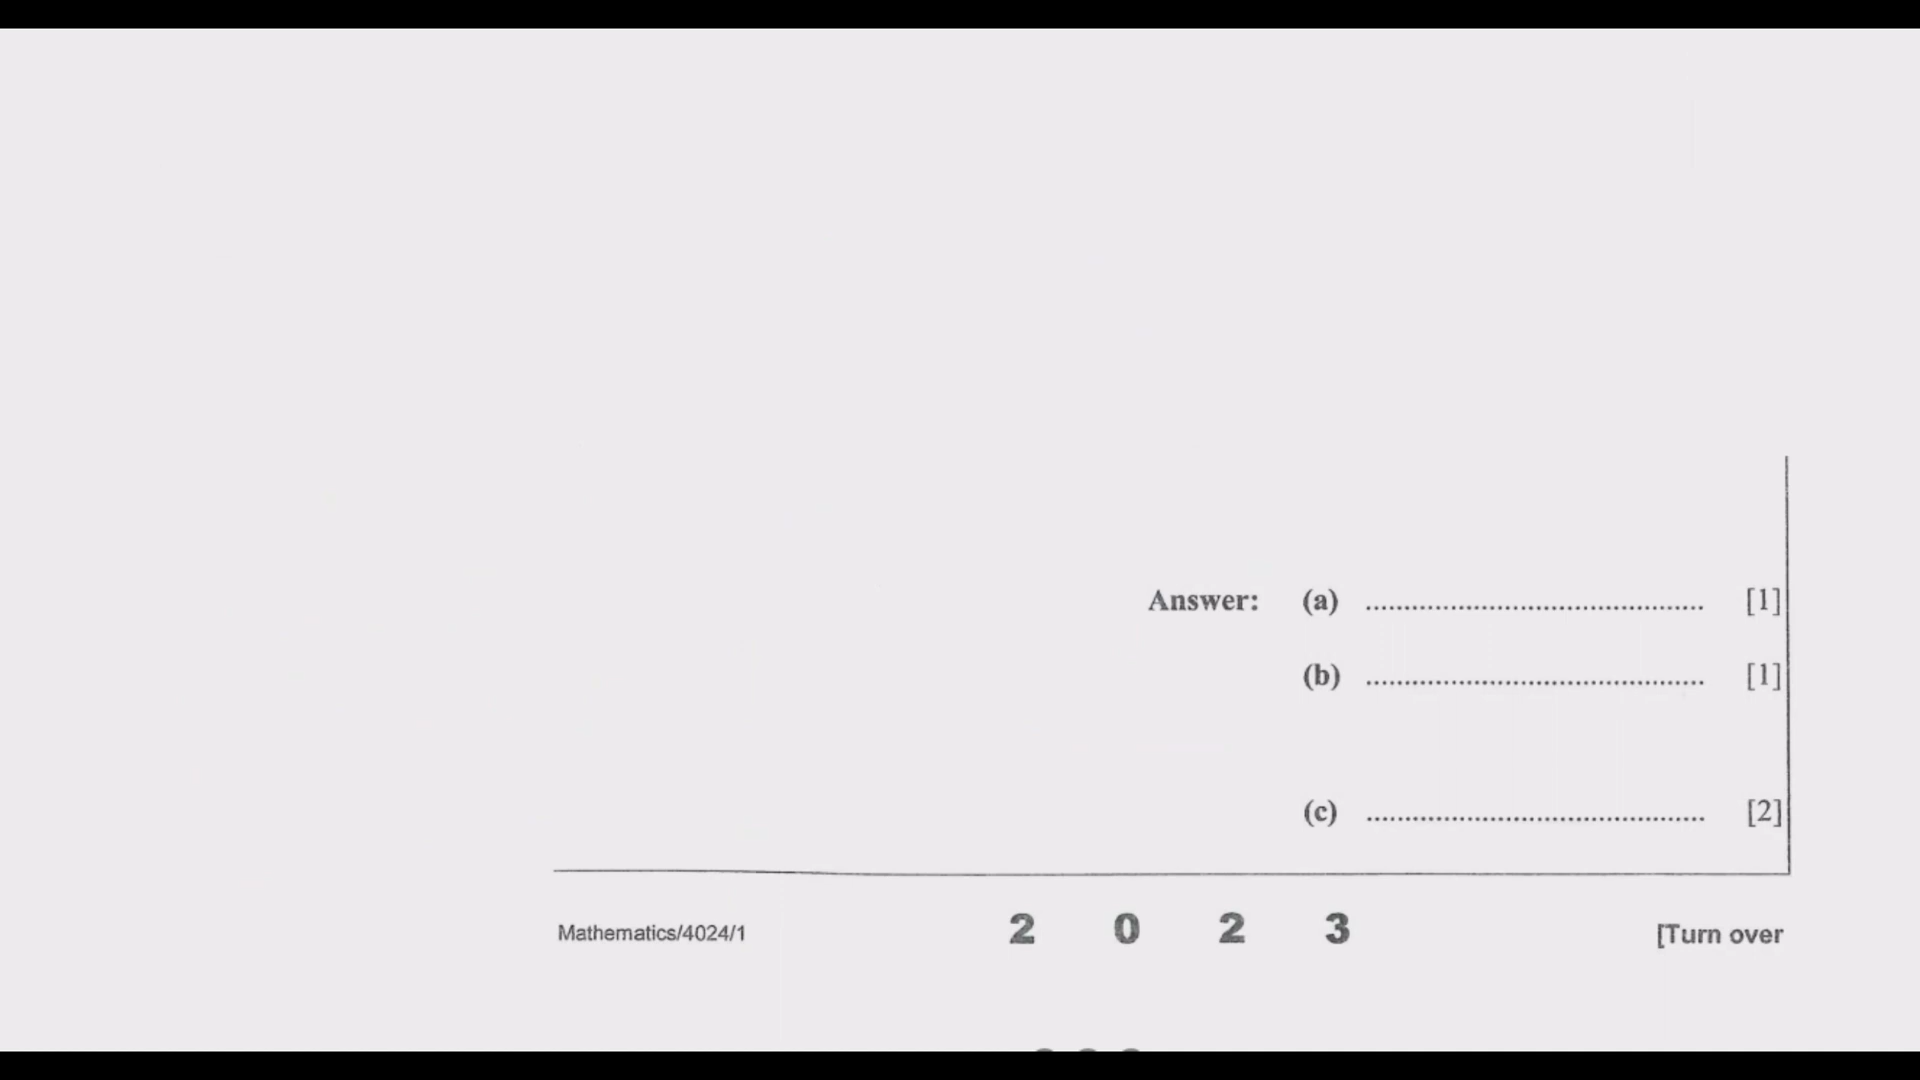 Answer: (a) ............................................ [1]
(b) ............................................ [1]
(c) ............................................ [2]
Mathematics/4024/1 2 0 2 3 [Turn over